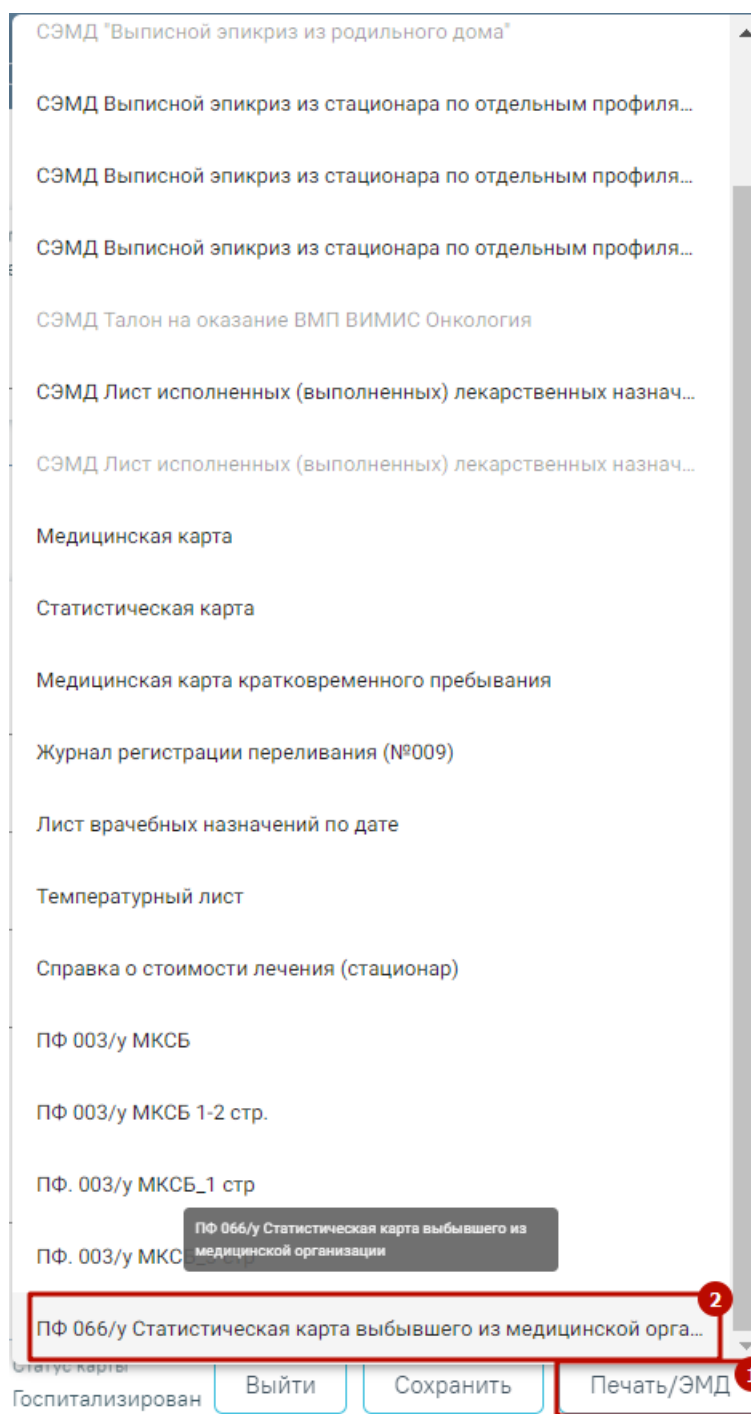 СЭМД "Выписной эпикриз из родильного дома"
СЭМД Выписной эпикриз из стационара по отдельным профиля...
СЭМД Выписной эпикриз из стационара по отдельным профиля...
СЭМД Выписной эпикриз из стационара по отдельным профиля...
СЭМД Талон на оказание ВМП ВИМИС Онкология
СЭМД Лист исполненных (выполненных) лекарственных назнач...
СЭМД Лист исполненных (выполненных) лекарственных назнач...
Медицинская карта
Статистическая карта
Медицинская карта кратковременного пребывания
Журнал регистрации переливания (№009)
Лист врачебных назначений по дате
Температурный лист
Справка о стоимости лечения (стационар)
ПФ 003/у МКСБ
ПФ 003/у МКСБ 1-2 стр.
ПФ. 003/у МКСБ_1 стр
ПФ 066/у Статистическая карта выбывшего из
медицинской организации
ПФ. 003/у МКСБ
2
ПФ 066/у Статистическая карта выбывшего из медицинской орга...
Статус карты
Госпитализирован
Выйти
Сохранить
Печать/ЭМД
1